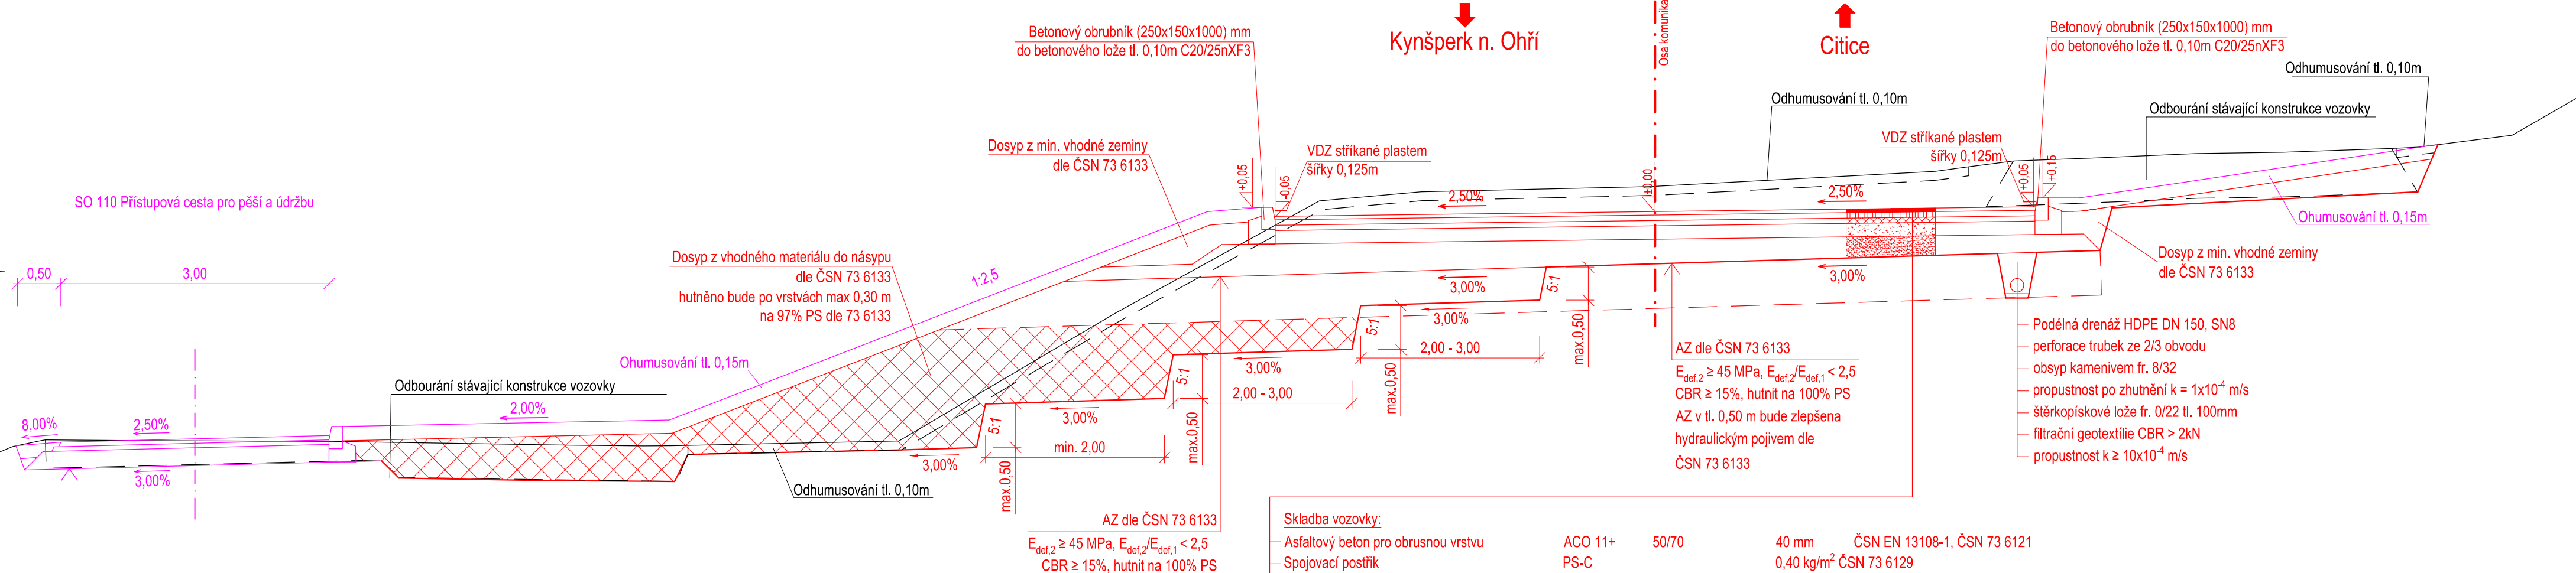 Betonový obrubník (250x150x1000) mm
do betonového lože tl. 0,10m C20/25nXF3
Kynšperk n. Ohří
Osa komunika
Citice
Betonový obrubník (250x150x1000) mm
do betonového lože tl. 0,10m C20/25nXF3
Odhumusování tl. 0,10m
Odhumusování tl. 0,10m
Odbourání stávající konstrukce vozovky
Dosyp z min. vhodné zeminy
dle ČSN 73 6133
VDZ stříkané plastem
šířky 0,125m
VDZ stříkané plastem
šířky 0,125m
+0,05
-0,05
±0,00
+0,05
+0,15
SO 110 Přístupová cesta pro pěší a údržbu
2,50%
2,50%
Ohumusování tl. 0,15m
Dosyp z vhodného materiálu do násypu
dle ČSN 73 6133
hutněno bude po vrstvách max 0,30 m
na 97% PS dle 73 6133
1:2,5
Dosyp z min. vhodné zeminy
dle ČSN 73 6133
0,50
3,00
3,00%
3,00%
3,00%
5:1
5:1
max.0,50
max.0,50
2,00 - 3,00
Podélná drenáž HDPE DN 150, SN8
perforace trubek ze 2/3 obvodu
obsyp kamenivem fr. 8/32
propustnost po zhutnění k = 1x10⁻⁴ m/s
štěrkopískové lože fr. 0/22 tl. 100mm
filtrační geotextílie CBR > 2kN
propustnost k ≥ 10x10⁻⁴ m/s
AZ dle ČSN 73 6133
Edef,2 ≥ 45 MPa, Edef,2/Edef,1 < 2,5
CBR ≥ 15%, hutnit na 100% PS
AZ v tl. 0,50 m bude zlepšena
hydraulickým pojivem dle
ČSN 73 6133
Ohumusování tl. 0,15m
Odbourání stávající konstrukce vozovky
3,00%
5:1
2,00 - 3,00
max.0,50
8,00%
2,50%
2,00%
3,00%
5:1
min. 2,00
max.0,50
3,00%
3,00%
Odhumusování tl. 0,10m
AZ dle ČSN 73 6133
Edef,2 ≥ 45 MPa, Edef,2/Edef,1 < 2,5
CBR ≥ 15%, hutnit na 100% PS
Skladba vozovky:
Asfaltový beton pro obrusnou vrstvu ACO 11+ 50/70 40 mm ČSN EN 13108-1, ČSN 73 6121
Spojovací postřik PS-C 0,40 kg/m² ČSN 73 6129